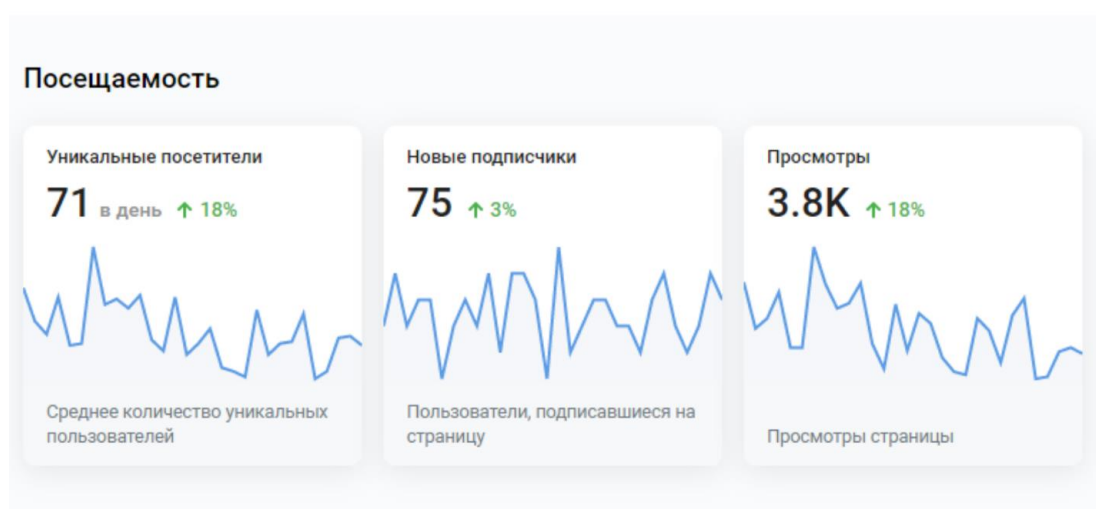 Посещаемость
Уникальные посетители
71 в день ↑ 18%
Среднее количество уникальных
пользователей
Новые подписчики
75 ↑ 3%
Пользователи, подписавшиеся на
страницу
Просмотры
3.8K ↑ 18%
Просмотры страницы